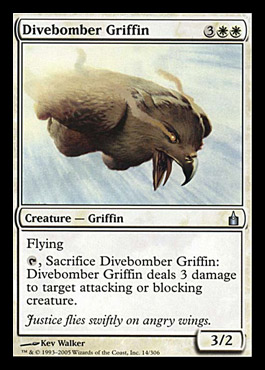 Divebomber Griffin 3
Creature — Griffin
Flying
, Sacrifice Divebomber Griffin:
Divebomber Griffin deals 3 damage
to target attacking or blocking
creature.
Justice flies swiftly on angry wings.
Kev Walker
3/2
™ & © 1993–2005 Wizards of the Coast, Inc. 14/306